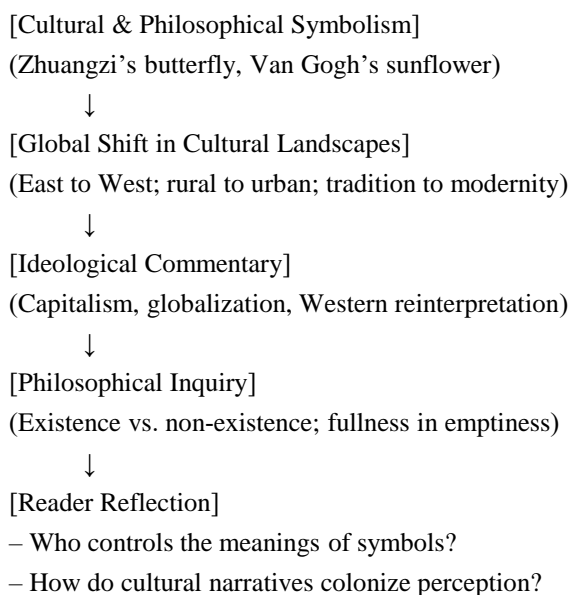 [Cultural & Philosophical Symbolism]
(Zhuangzi’s butterfly, Van Gogh’s sunflower)
↓
[Global Shift in Cultural Landscapes]
(East to West; rural to urban; tradition to modernity)
↓
[Ideological Commentary]
(Capitalism, globalization, Western reinterpretation)
↓
[Philosophical Inquiry]
(Existence vs. non-existence; fullness in emptiness)
↓
[Reader Reflection]
– Who controls the meanings of symbols?
– How do cultural narratives colonize perception?